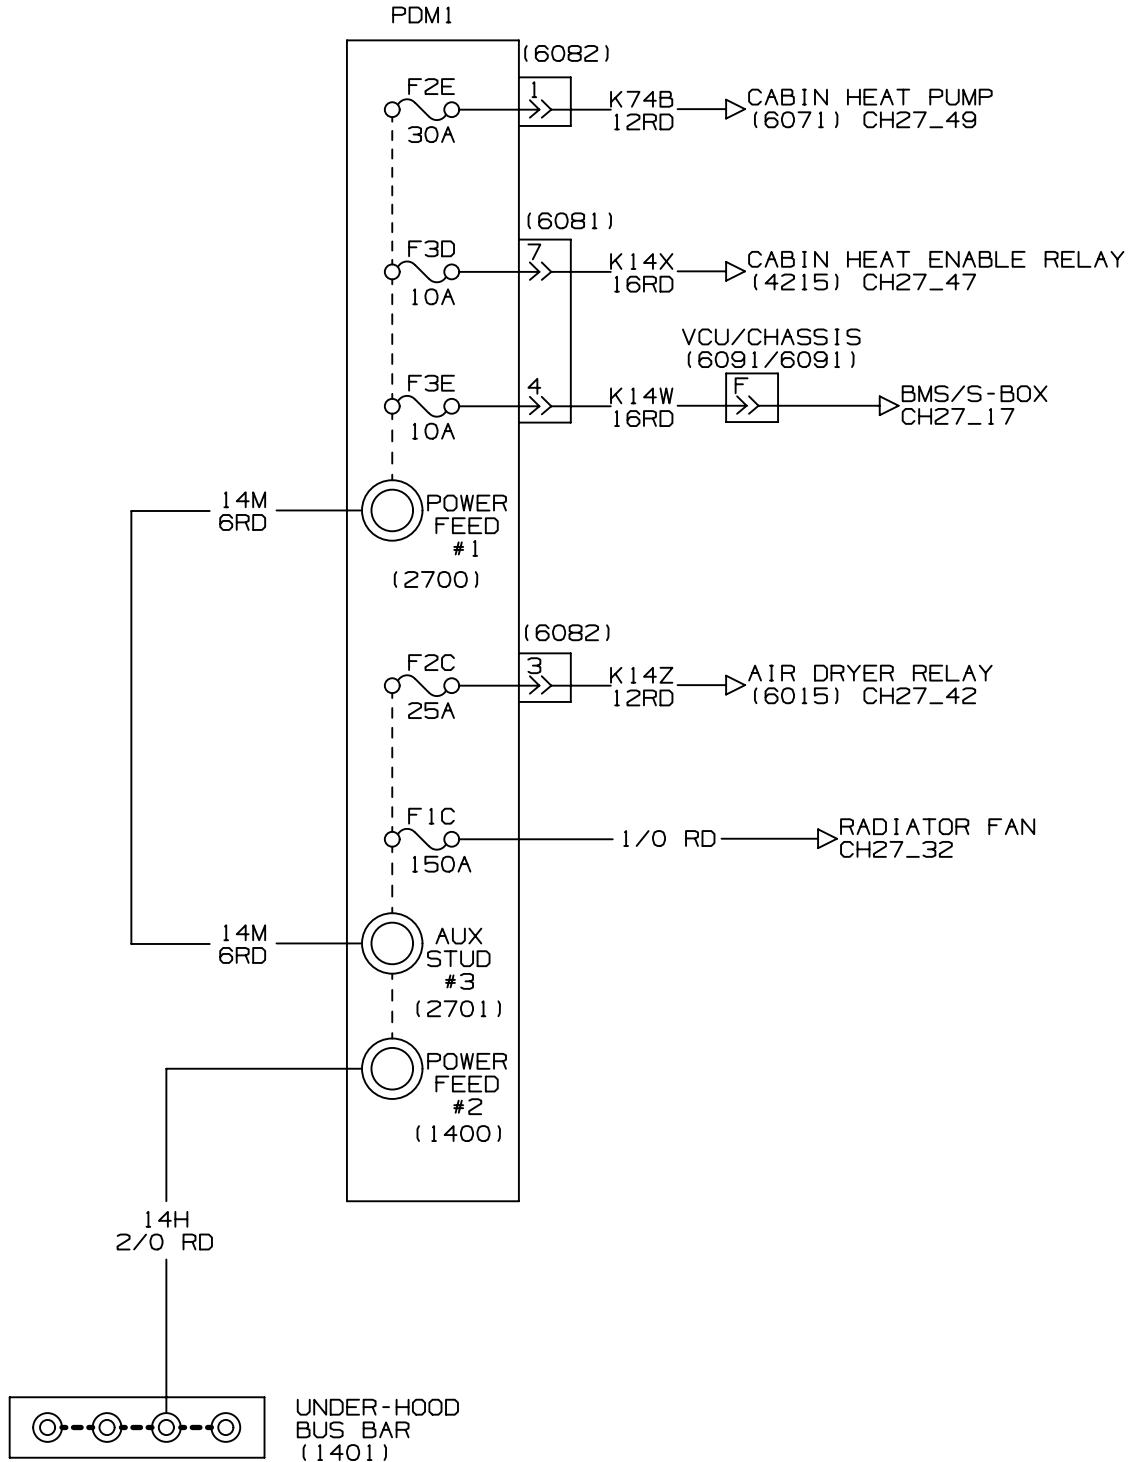 PDM1
(6082)
F2E
30A
1
K74B
12RD
CABIN HEAT PUMP
(6071) CH27_49
(6081)
F3D
10A
7
K14X
16RD
CABIN HEAT ENABLE RELAY
(4215) CH27_47
VCU/CHASSIS
(6091/6091)
F3E
10A
4
K14W
16RD
F
BMS/S-BOX
CH27_17
14M
6RD
POWER
FEED
#1
(2700)
(6082)
F2C
25A
3
K14Z
12RD
AIR DRYER RELAY
(6015) CH27_42
F1C
150A
1/0 RD
RADIATOR FAN
CH27_32
14M
6RD
AUX
STUD
#3
(2701)
POWER
FEED
#2
(1400)
14H
2/0 RD
UNDER-HOOD
BUS BAR
(1401)